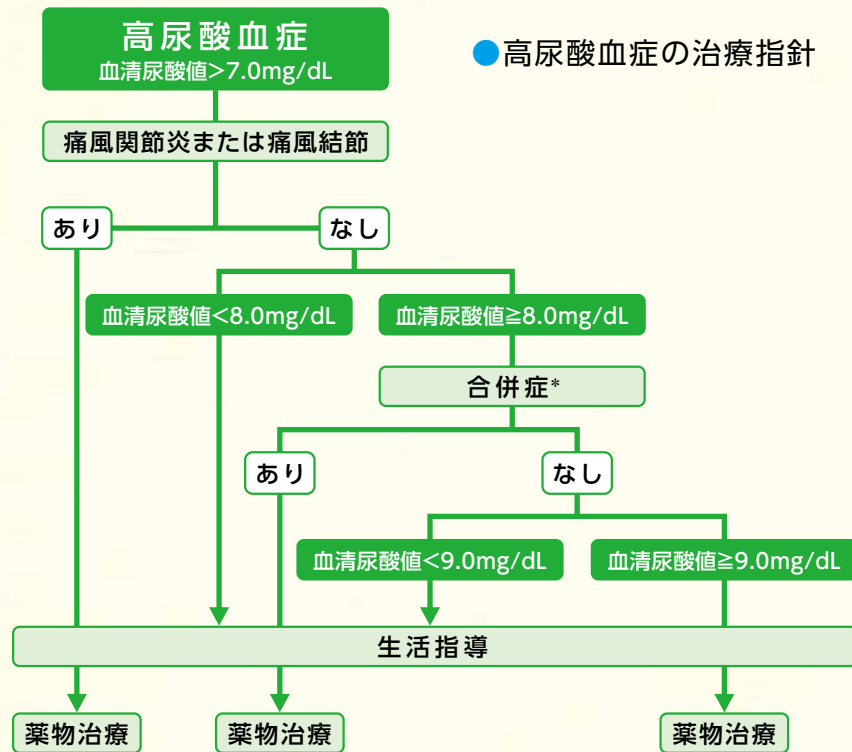 高尿酸血症
血清尿酸値>7.0mg/dL
●高尿酸血症の治療指針
痛風関節炎または痛風結節
あり
なし
血清尿酸値<8.0mg/dL
血清尿酸値≧8.0mg/dL
合併症*
あり
なし
血清尿酸値<9.0mg/dL
血清尿酸値≧9.0mg/dL
生活指導
薬物治療
薬物治療
薬物治療